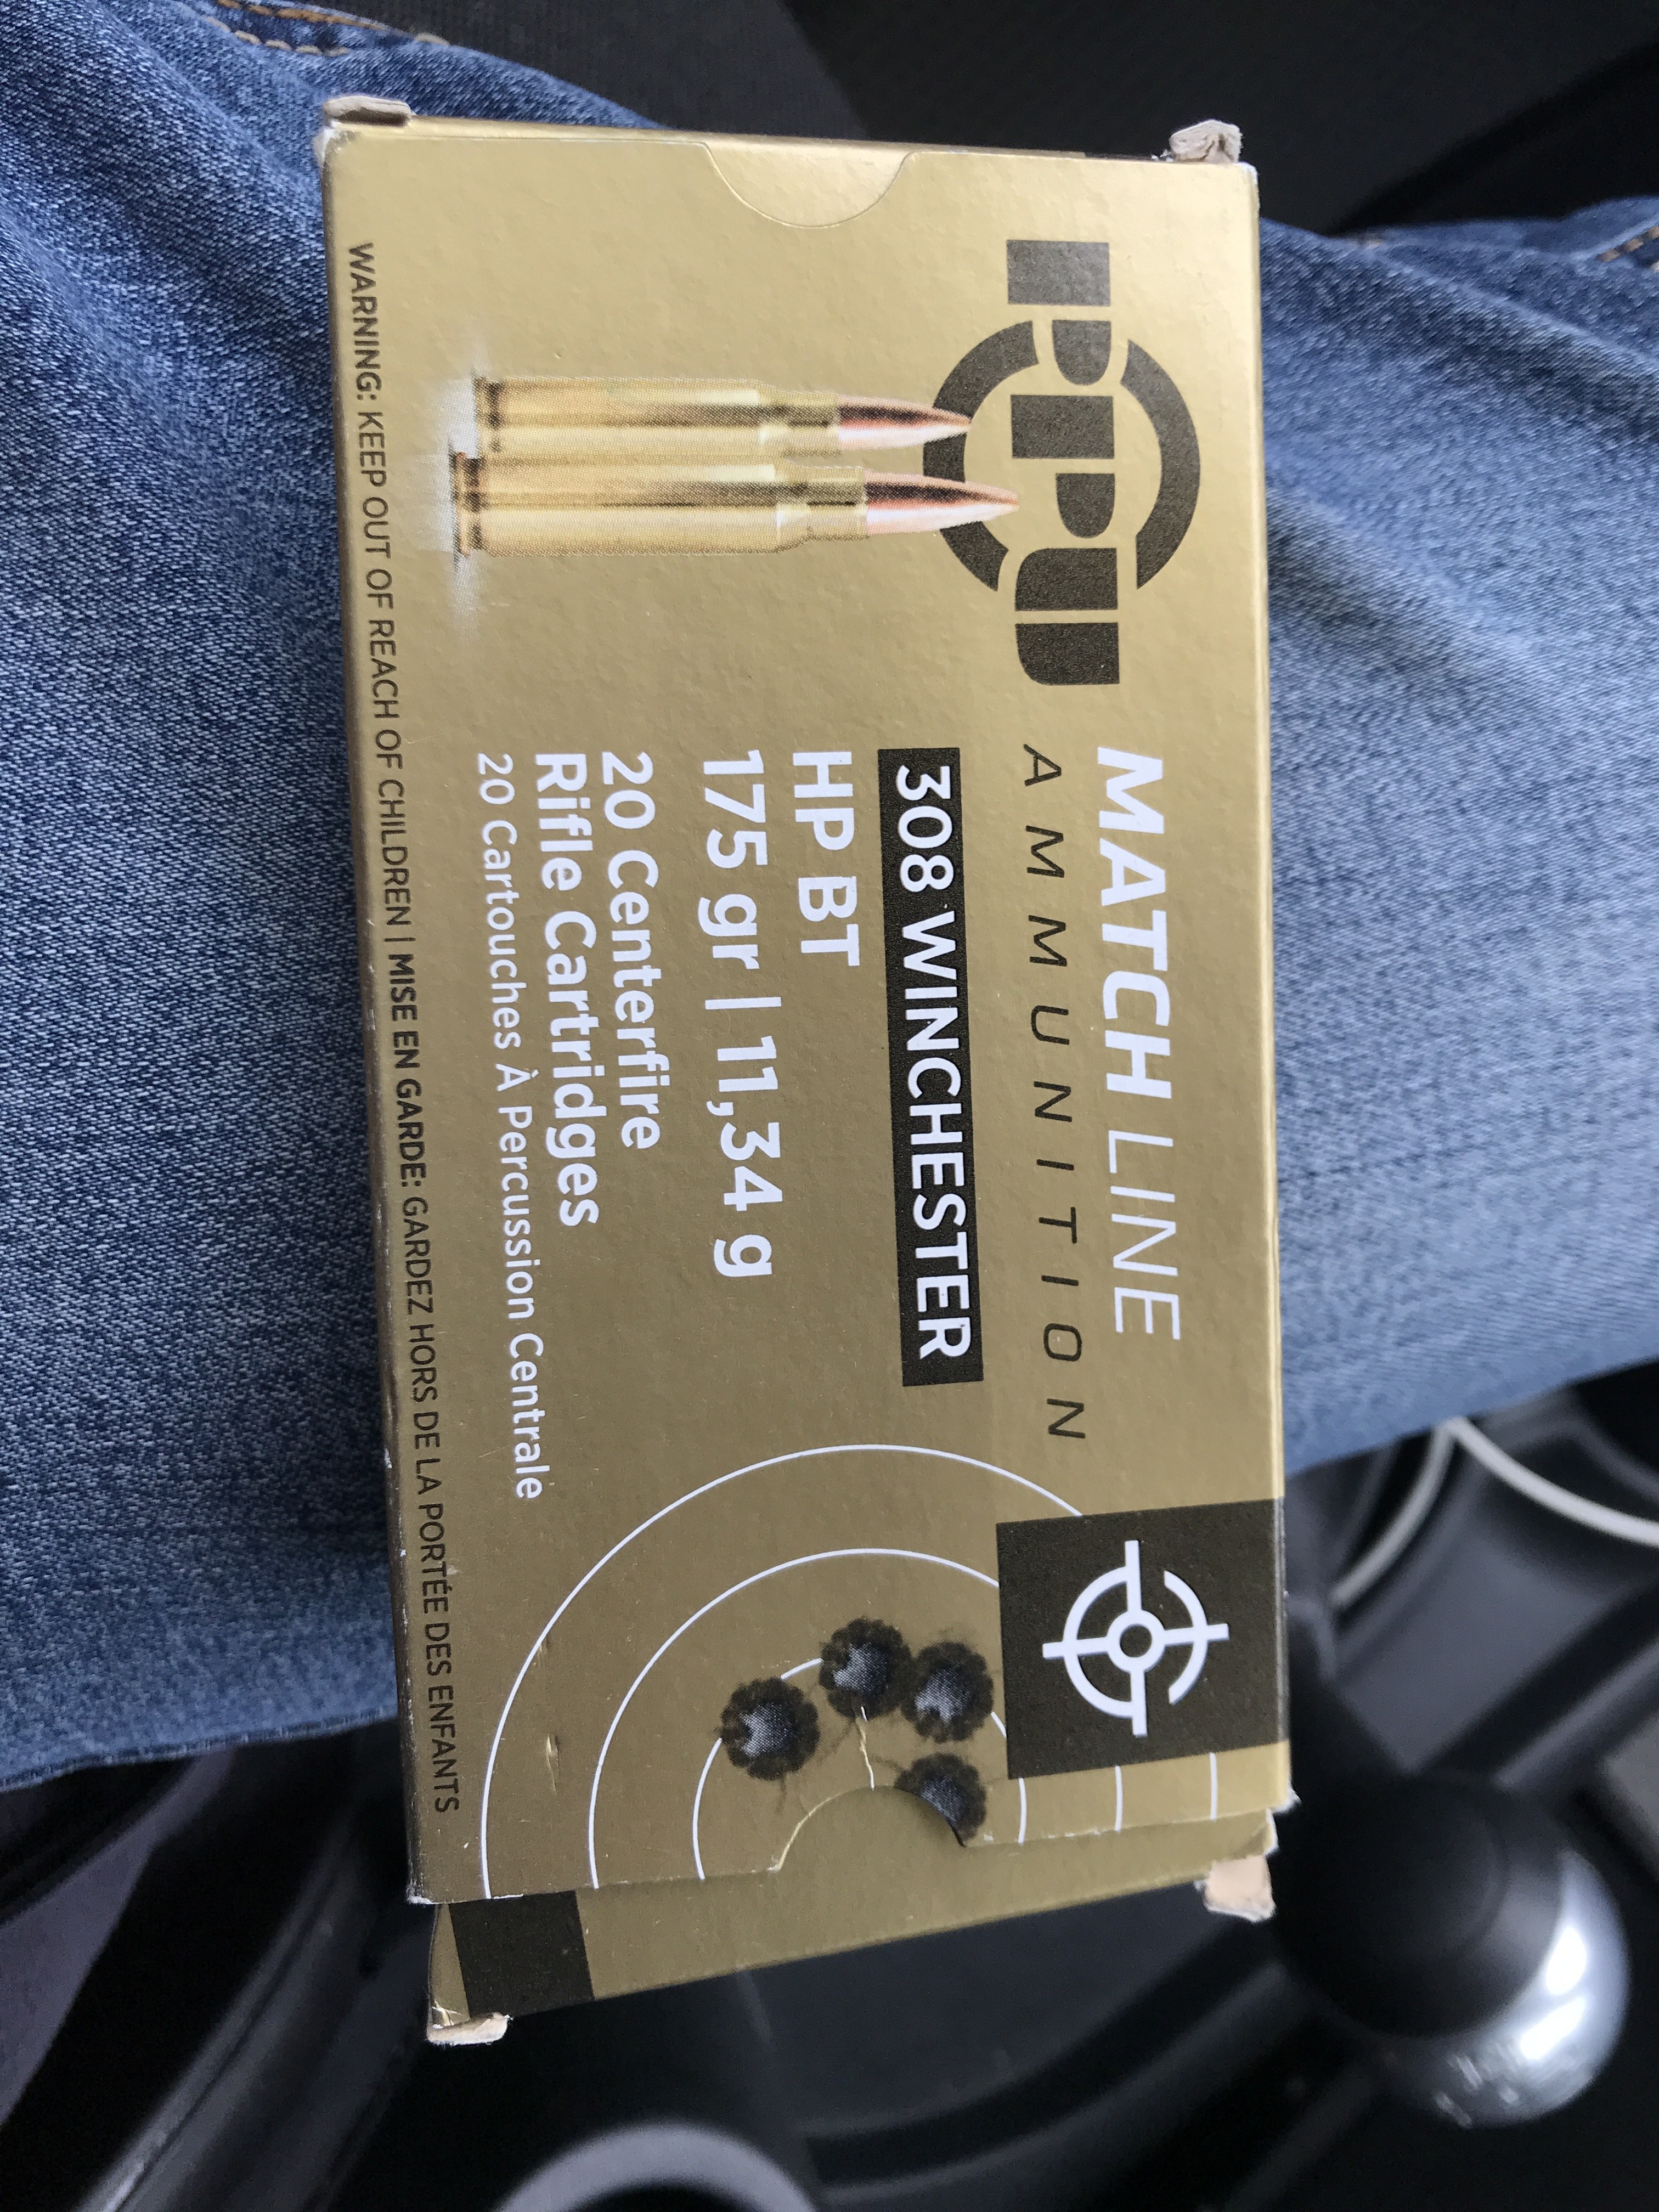 PPU
MATCH LINE
AMMUNITION
308 WINCHESTER
HP BT
175 gr | 11,34 g
20 Centerfire
Rifle Cartridges
20 Cartouches À Percussion Centrale
WARNING: KEEP OUT OF REACH OF CHILDREN | MISE EN GARDE: GARDEZ HORS DE LA PORTÉE DES ENFANTS